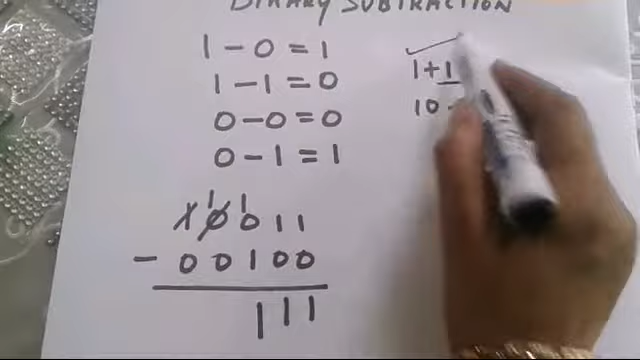 BINARY SUBTRACTION
1 - 0 = 1
1 - 1 = 0
0 - 0 = 0
0 - 1 = 1
1 1
1 0 0 1 1
- 0 0 1 0 0
1 1 1
1 + 1
10 -